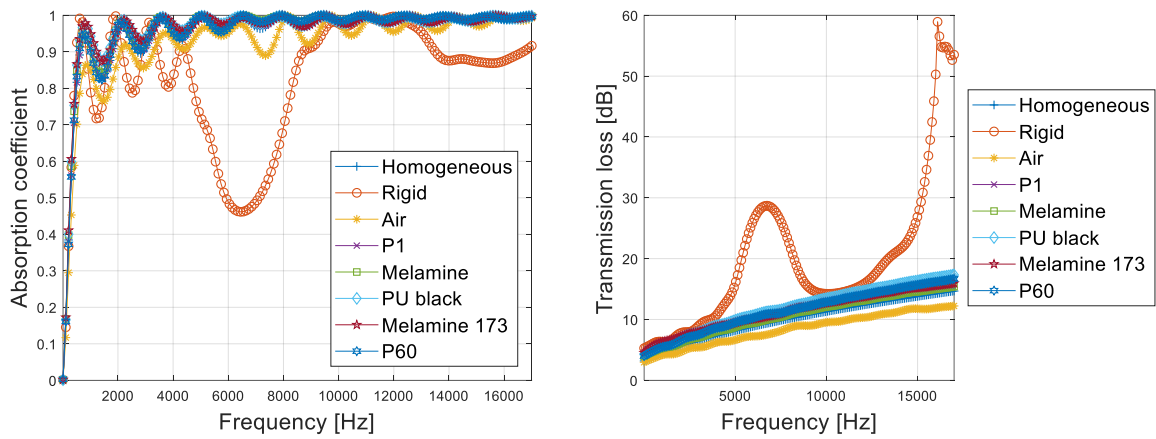 Absorption coefficient
1
0.9
0.8
0.7
0.6
0.5
0.4
0.3
0.2
0.1
0
2000 4000 6000 8000 10000 12000 14000 16000
Frequency [Hz]
Homogeneous
Rigid
Air
P1
Melamine
PU black
Melamine 173
P60
Transmission loss [dB]
60
50
40
30
20
10
0
5000 10000 15000
Frequency [Hz]
Homogeneous
Rigid
Air
P1
Melamine
PU black
Melamine 173
P60